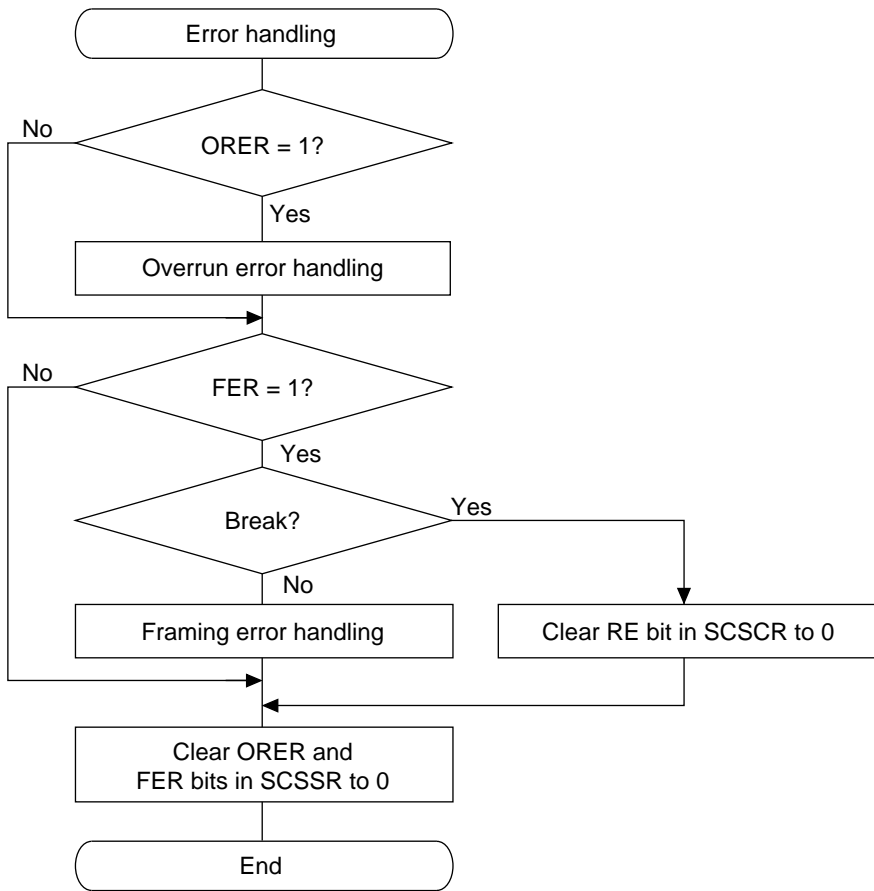 Error handling
No
ORER = 1?
Yes
Overrun error handling
No
FER = 1?
Yes
Break?
Yes
No
Framing error handling
Clear RE bit in SCSCR to 0
Clear ORER and
FER bits in SCSSR to 0
End